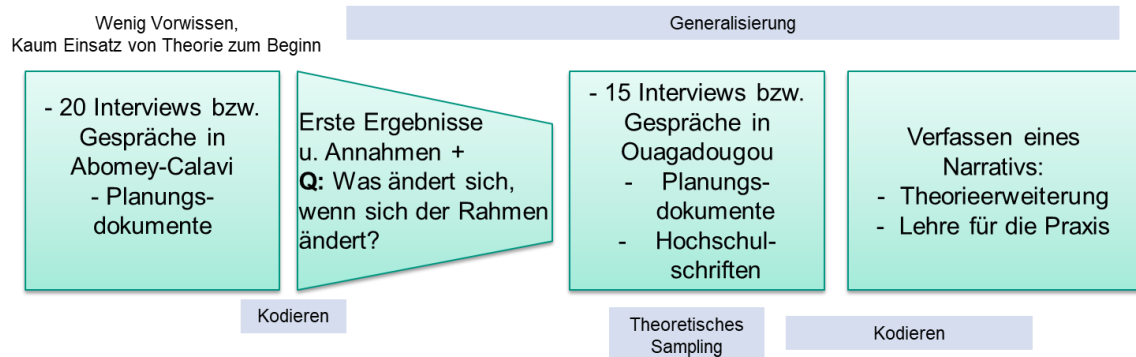 Wenig Vorwissen,
Kaum Einsatz von Theorie zum Beginn
Generalisierung
- 20 Interviews bzw.
Gespräche in
Abomey-Calavi
- Planungs-
dokumente
Erste Ergebnisse
u. Annahmen +
Q: Was ändert sich,
wenn sich der Rahmen
ändert?
- 15 Interviews bzw.
Gespräche in
Ouagadougou
- Planungs-
dokumente
- Hochschul-
schriften
Verfassen eines
Narrativs:
- Theorieerweiterung
- Lehre für die Praxis
Kodieren
Theoretisches
Sampling
Kodieren